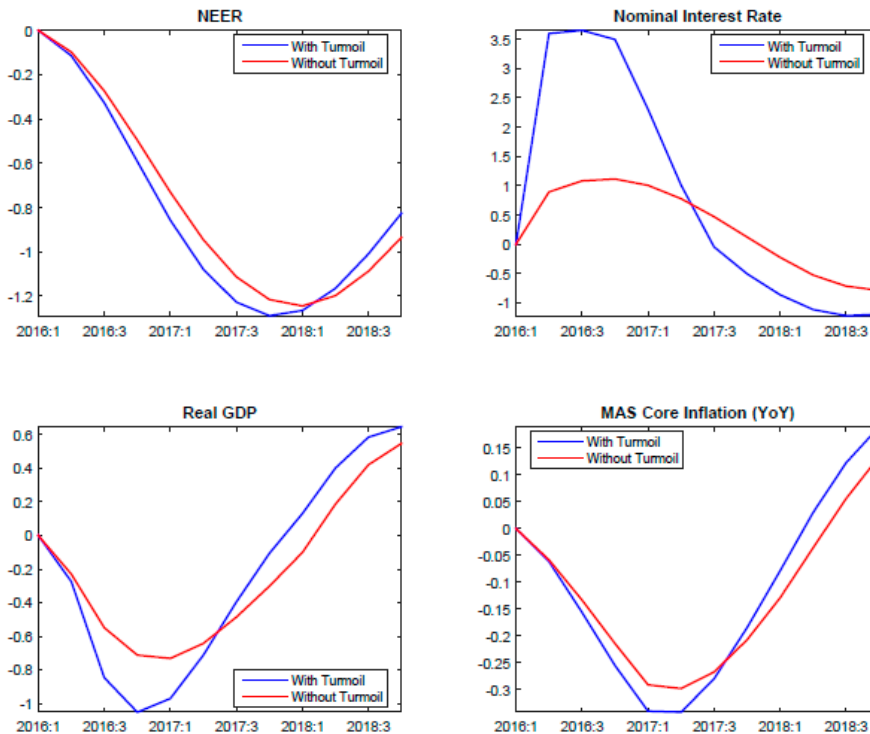 NEER
With Turmoil
Without Turmoil
0
-0.2
-0.4
-0.6
-0.8
-1
-1.2
2016:1 2016:3 2017:1 2017:3 2018:1 2018:3
Nominal Interest Rate
With Turmoil
Without Turmoil
3.5
3
2.5
2
1.5
1
0.5
0
-0.5
-1
2016:1 2016:3 2017:1 2017:3 2018:1 2018:3
Real GDP
0.6
0.4
0.2
0
-0.2
-0.4
-0.6
-0.8
-1
With Turmoil
Without Turmoil
2016:1 2016:3 2017:1 2017:3 2018:1 2018:3
MAS Core Inflation (YoY)
With Turmoil
Without Turmoil
0.15
0.1
0.05
0
-0.05
-0.1
-0.15
-0.2
-0.25
-0.3
2016:1 2016:3 2017:1 2017:3 2018:1 2018:3